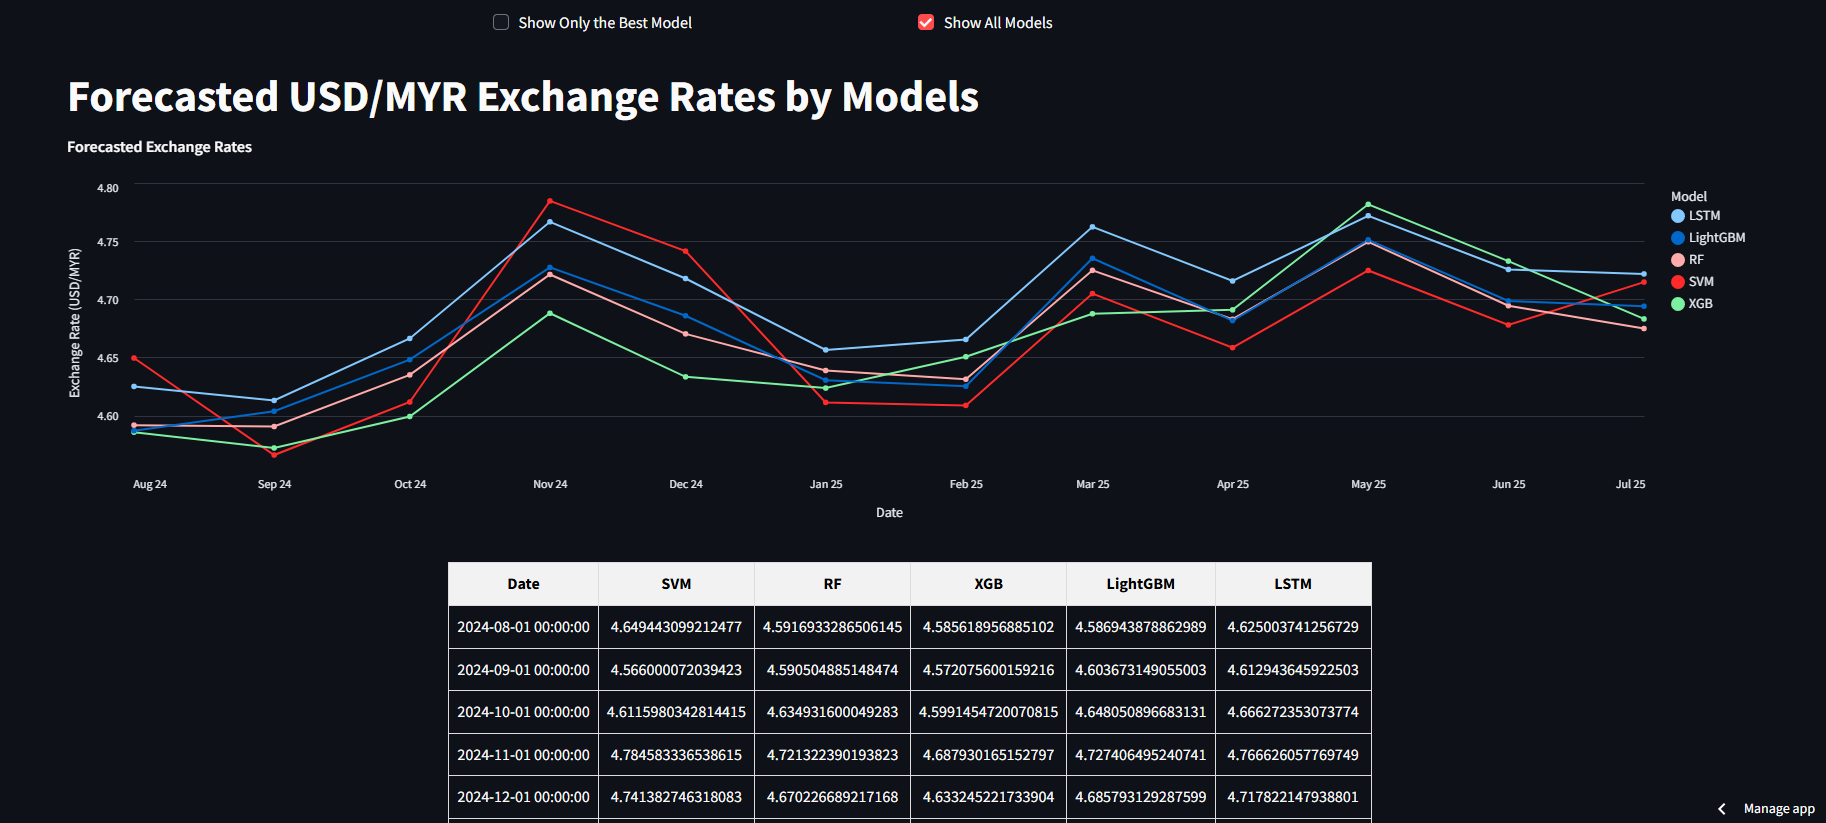 Show Only the Best Model
Show All Models
Forecasted USD/MYR Exchange Rates by Models
Forecasted Exchange Rates
4.80
4.75
4.70
4.65
4.60
Exchange Rate (USD/MYR)
Aug 24 Sep 24 Oct 24 Nov 24 Dec 24 Jan 25 Feb 25 Mar 25 Apr 25 May 25 Jun 25 Jul 25
Date
Model
LSTM
LightGBM
RF
SVM
XGB
Date SVM RF XGB LightGBM LSTM
2024-08-01 00:00:00 4.649443099212477 4.5916933286506145 4.585618956885102 4.586943878862989 4.625003741256729
2024-09-01 00:00:00 4.566000072039423 4.590504885148474 4.572075600159216 4.603673149055003 4.612943645922503
2024-10-01 00:00:00 4.6115980342814415 4.634931600049283 4.5991454720070815 4.648050896683131 4.666272353073774
2024-11-01 00:00:00 4.784583336538615 4.721322390193823 4.687930165152797 4.727406495240741 4.766626057769749
2024-12-01 00:00:00 4.741382746318083 4.670226689217168 4.633245221733904 4.685793129287599 4.717822147938801
Manage app